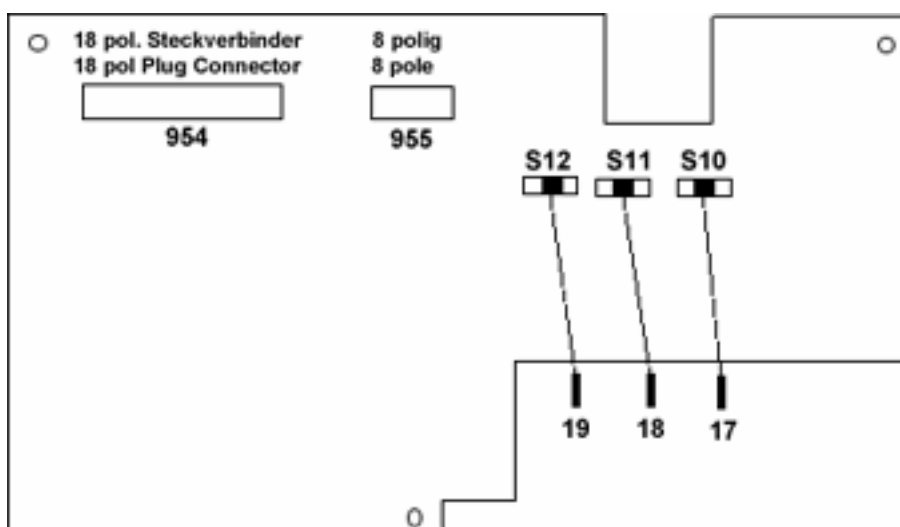 18 pol. Steckverbinder
8 polig
18 pol Plug Connector
8 pole
954
955
S12
S11
S10
19
18
17